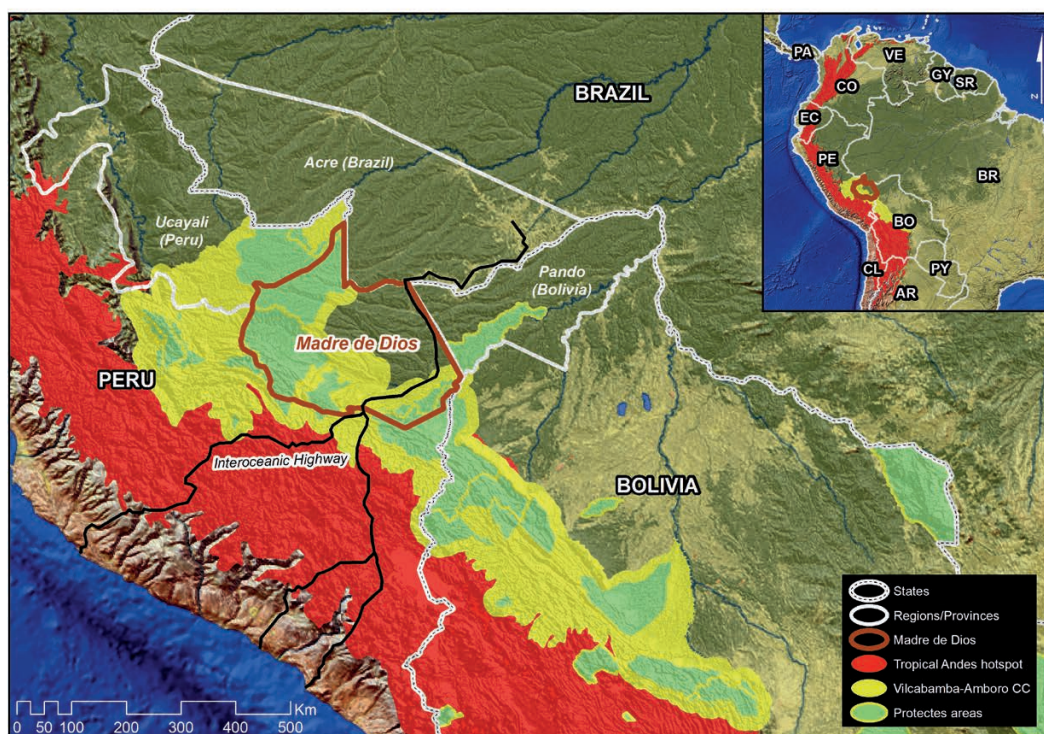 BRAZIL
Acre (Brazil)
Ucayali
(Peru)
Pando
(Bolivia)
Madre de Dios
PERU
Interoceanic Highway
BOLIVIA
PA
VE
GY
SR
CO
EC
PE
BR
BO
CL
PY
AR
N
States
Regions/Provinces
Madre de Dios
Tropical Andes hotspot
Vilcabamba-Amboro CC
Protectes areas
Km
0 50 100 200 300 400 500